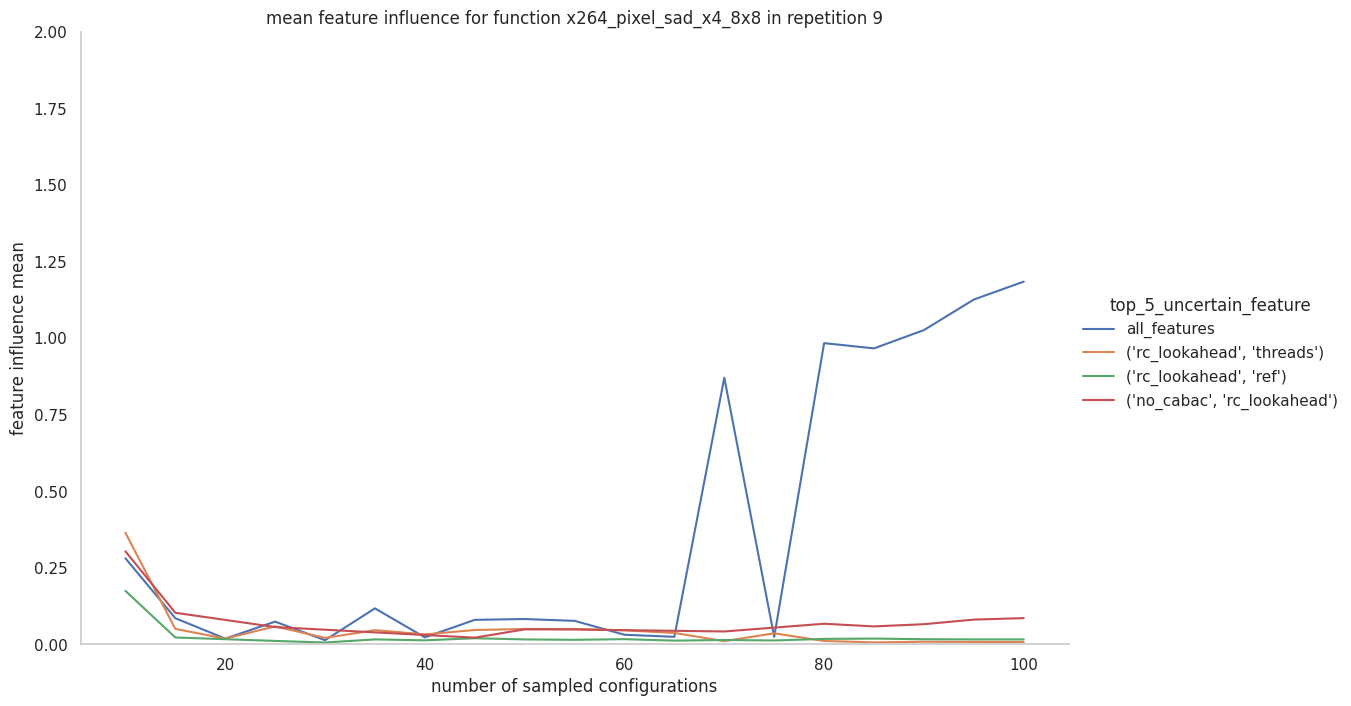 mean feature influence for function x264_pixel_sad_x4_8x8 in repetition 9
2.00
1.75
1.50
1.25
1.00
0.75
0.50
0.25
0.00
feature influence mean
20
40
60
80
100
number of sampled configurations
top_5_uncertain_feature
all_features
('rc_lookahead', 'threads')
('rc_lookahead', 'ref')
('no_cabac', 'rc_lookahead')